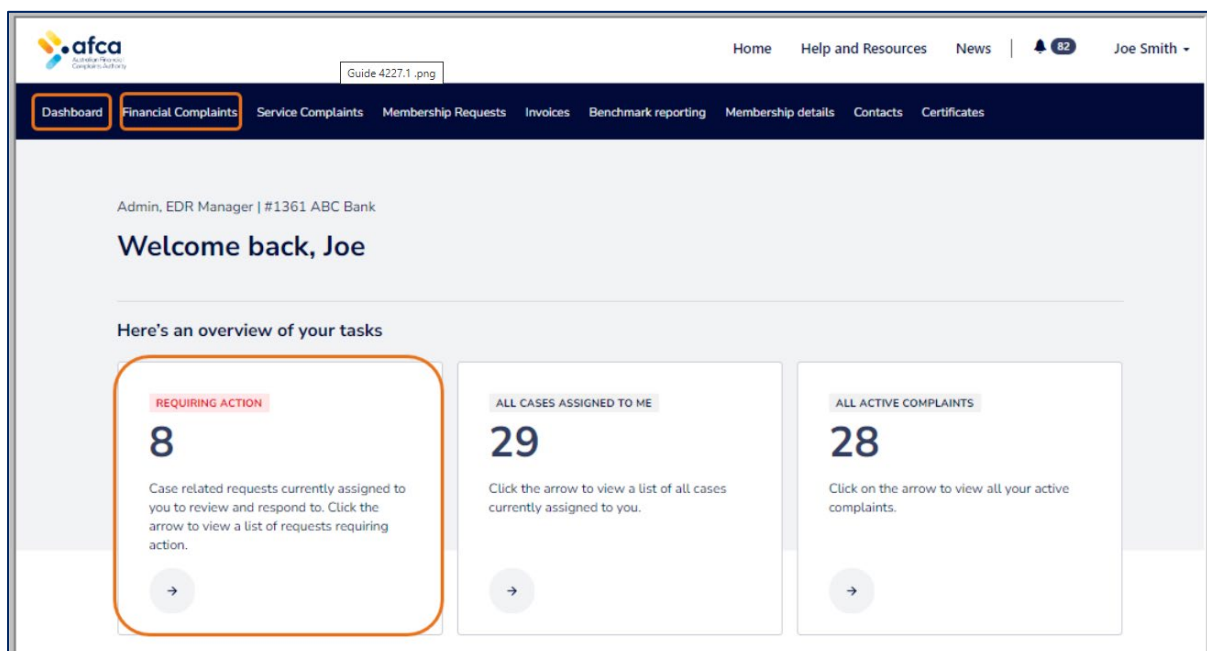 afca
Australian Financial
Complaints Authority
Home Help and Resources News | 82 Joe Smith
Guide 4227.1 .png
Dashboard Financial Complaints Service Complaints Membership Requests Invoices Benchmark reporting Membership details Contacts Certificates
Admin, EDR Manager | #1361 ABC Bank
Welcome back, Joe
Here's an overview of your tasks
REQUIRING ACTION
8
Case related requests currently assigned to
you to review and respond to. Click the
arrow to view a list of requests requiring
action.
ALL CASES ASSIGNED TO ME
29
Click the arrow to view a list of all cases
currently assigned to you.
ALL ACTIVE COMPLAINTS
28
Click on the arrow to view all your active
complaints.